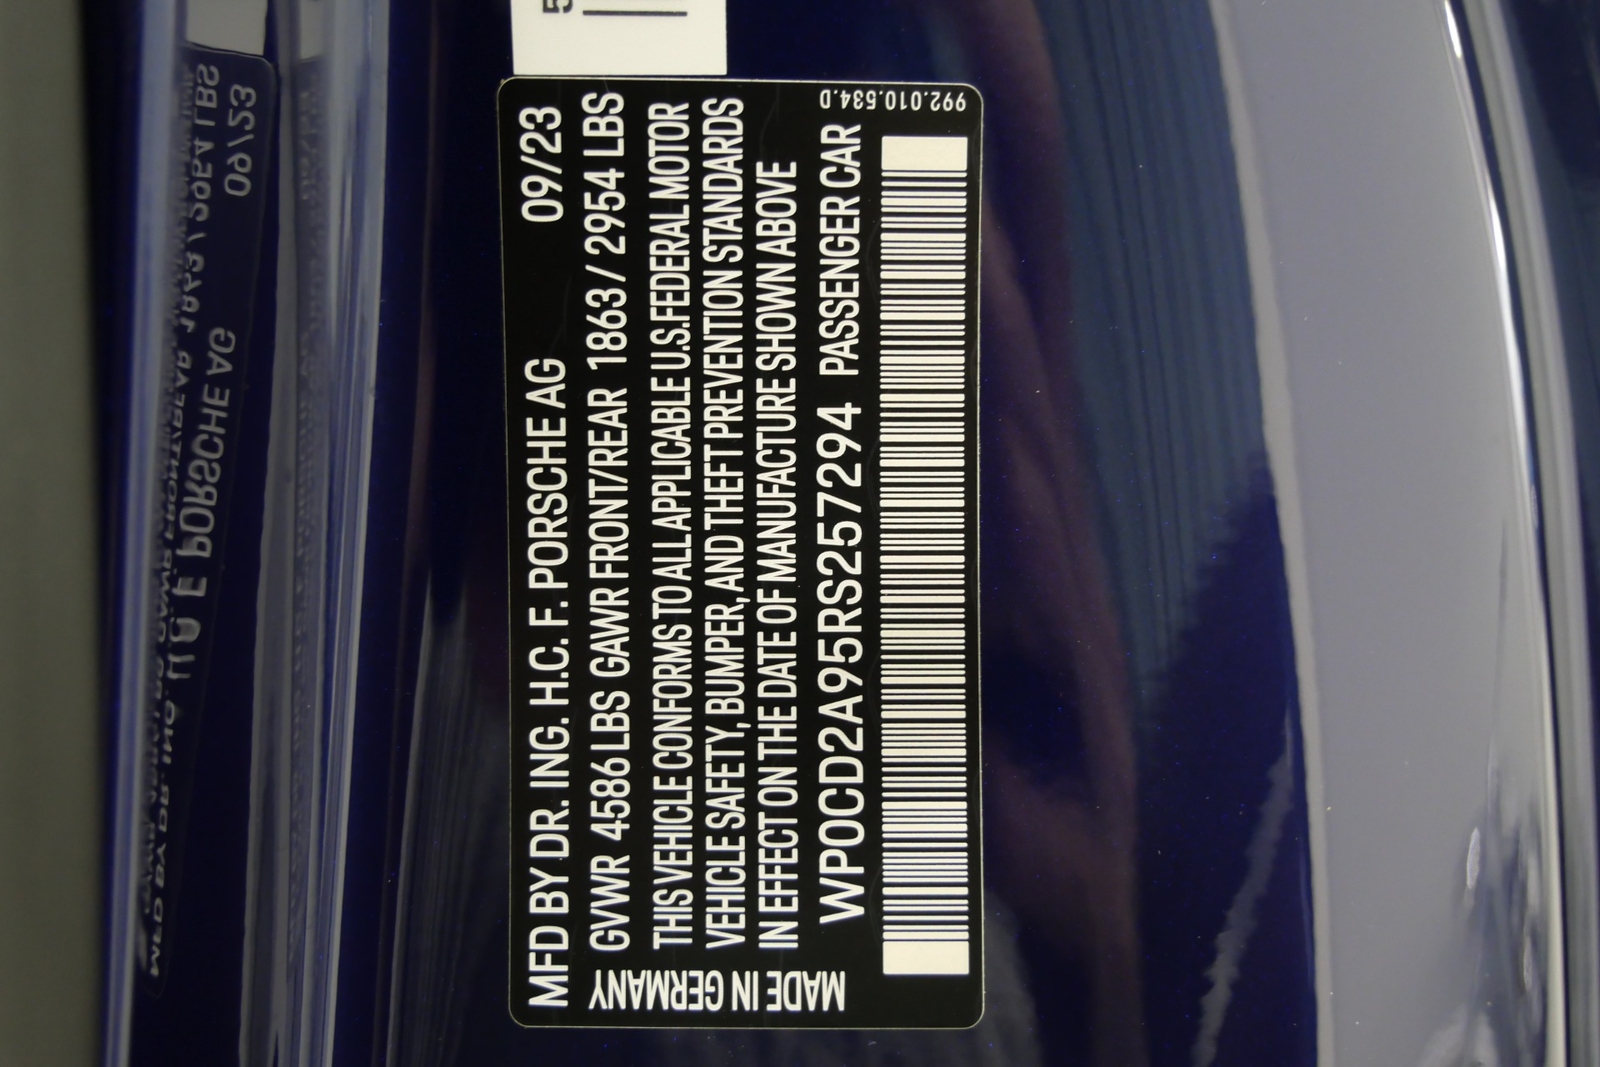 5
992.010.534.D
MFD BY DR. ING. H.C. F. PORSCHE AG 09/23
GVWR 4586 LBS GAWR FRONT/REAR 1863 / 2954 LBS
THIS VEHICLE CONFORMS TO ALL APPLICABLE U.S.FEDERAL MOTOR
VEHICLE SAFETY, BUMPER, AND THEFT PREVENTION STANDARDS
IN EFFECT ON THE DATE OF MANUFACTURE SHOWN ABOVE
WP0CD2A95RS257294 PASSENGER CAR
MADE IN GERMANY